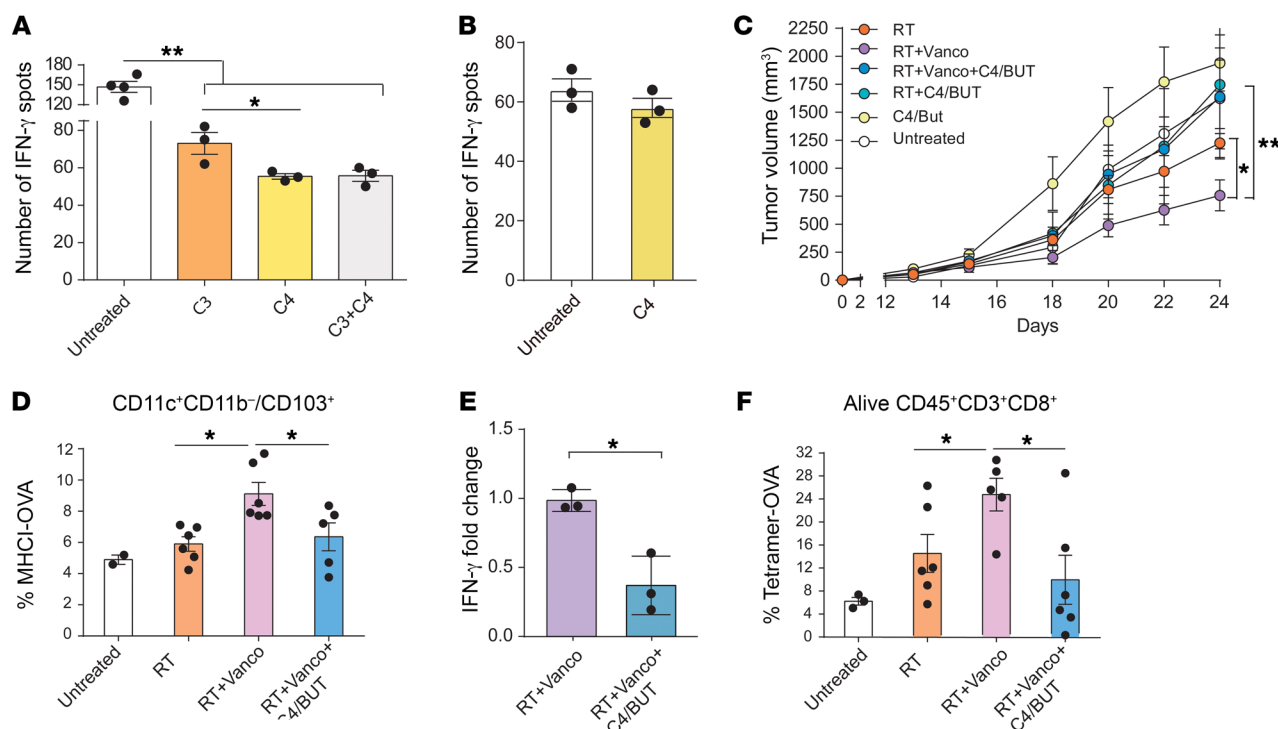 A
**
Number of IFN-γ spots
180
150
120
80
60
40
20
0
*
Untreated
C3
C4
C3+C4
B
Number of IFN-γ spots
80
60
40
20
0
Untreated
C4
C
Tumor volume (mm³)
2250
2000
1750
1500
1250
1000
750
500
250
0
RT
RT+Vanco
RT+Vanco+C4/BUT
RT+C4/BUT
C4/But
Untreated
**
*
0 2 12 14 16 18 20 22 24
Days
D
CD11c⁺CD11b⁻/CD103⁺
% MHCI-OVA
12
10
8
6
4
2
0
* *
Untreated
RT
RT+Vanco
RT+Vanco+
C4/BUT
E
IFN-γ fold change
1.5
1.0
0.5
0
*
RT+Vanco
RT+Vanco+
C4/BUT
F
Alive CD45⁺CD3⁺CD8⁺
% Tetramer-OVA
32
28
24
20
16
12
8
4
0
* *
Untreated
RT
RT+Vanco
RT+Vanco+
C4/BUT